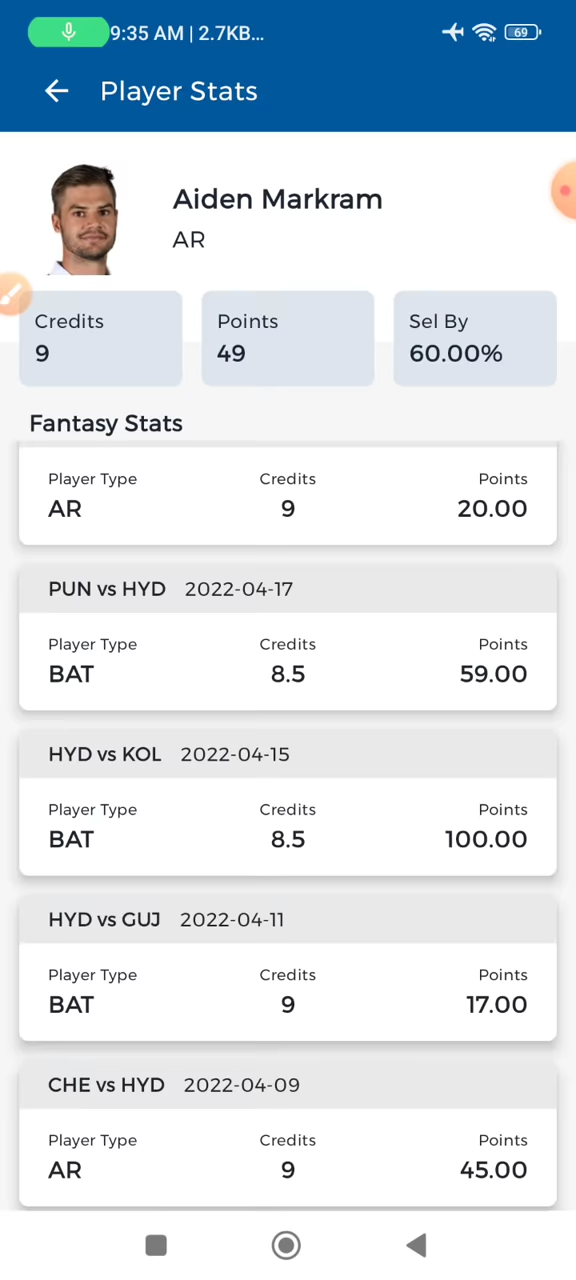 9:35 AM | 2.7KB...
69
Player Stats
Aiden Markram
AR
Credits Points Sel By
9 49 60.00%
Fantasy Stats
Player Type Credits Points
AR 9 20.00
PUN vs HYD 2022-04-17
Player Type Credits Points
BAT 8.5 59.00
HYD vs KOL 2022-04-15
Player Type Credits Points
BAT 8.5 100.00
HYD vs GUJ 2022-04-11
Player Type Credits Points
BAT 9 17.00
CHE vs HYD 2022-04-09
Player Type Credits Points
AR 9 45.00